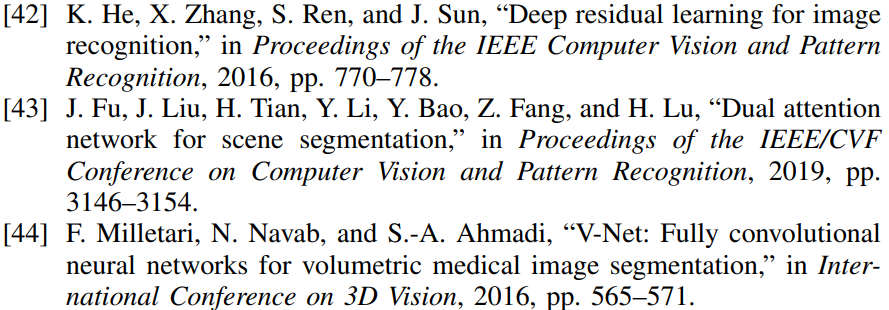 [42] K. He, X. Zhang, S. Ren, and J. Sun, “Deep residual learning for image
recognition,” in Proceedings of the IEEE Computer Vision and Pattern
Recognition, 2016, pp. 770–778.
[43] J. Fu, J. Liu, H. Tian, Y. Li, Y. Bao, Z. Fang, and H. Lu, “Dual attention
network for scene segmentation,” in Proceedings of the IEEE/CVF
Conference on Computer Vision and Pattern Recognition, 2019, pp.
3146–3154.
[44] F. Milletari, N. Navab, and S.-A. Ahmadi, “V-Net: Fully convolutional
neural networks for volumetric medical image segmentation,” in Inter-
national Conference on 3D Vision, 2016, pp. 565–571.